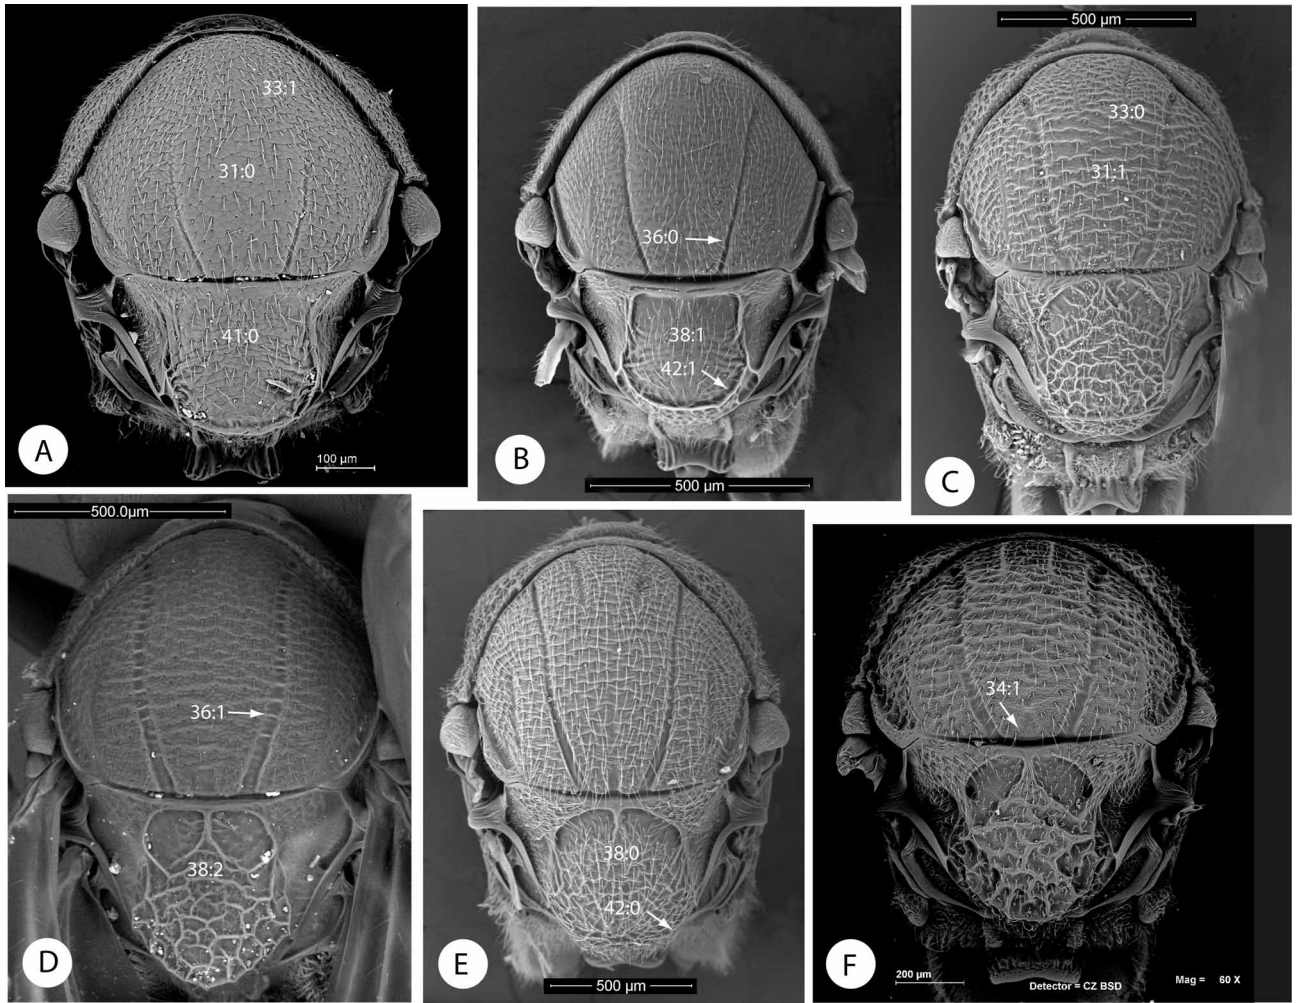 33:1
31:0
41:0
A
100 µm
36:0
38:1
42:1
B
500 µm
500 µm
33:0
31:1
C
500.0µm
36:1
38:2
D
38:0
42:0
E
500 µm
34:1
F
200 µm
Detector = CZ BSD
Mag = 60 X